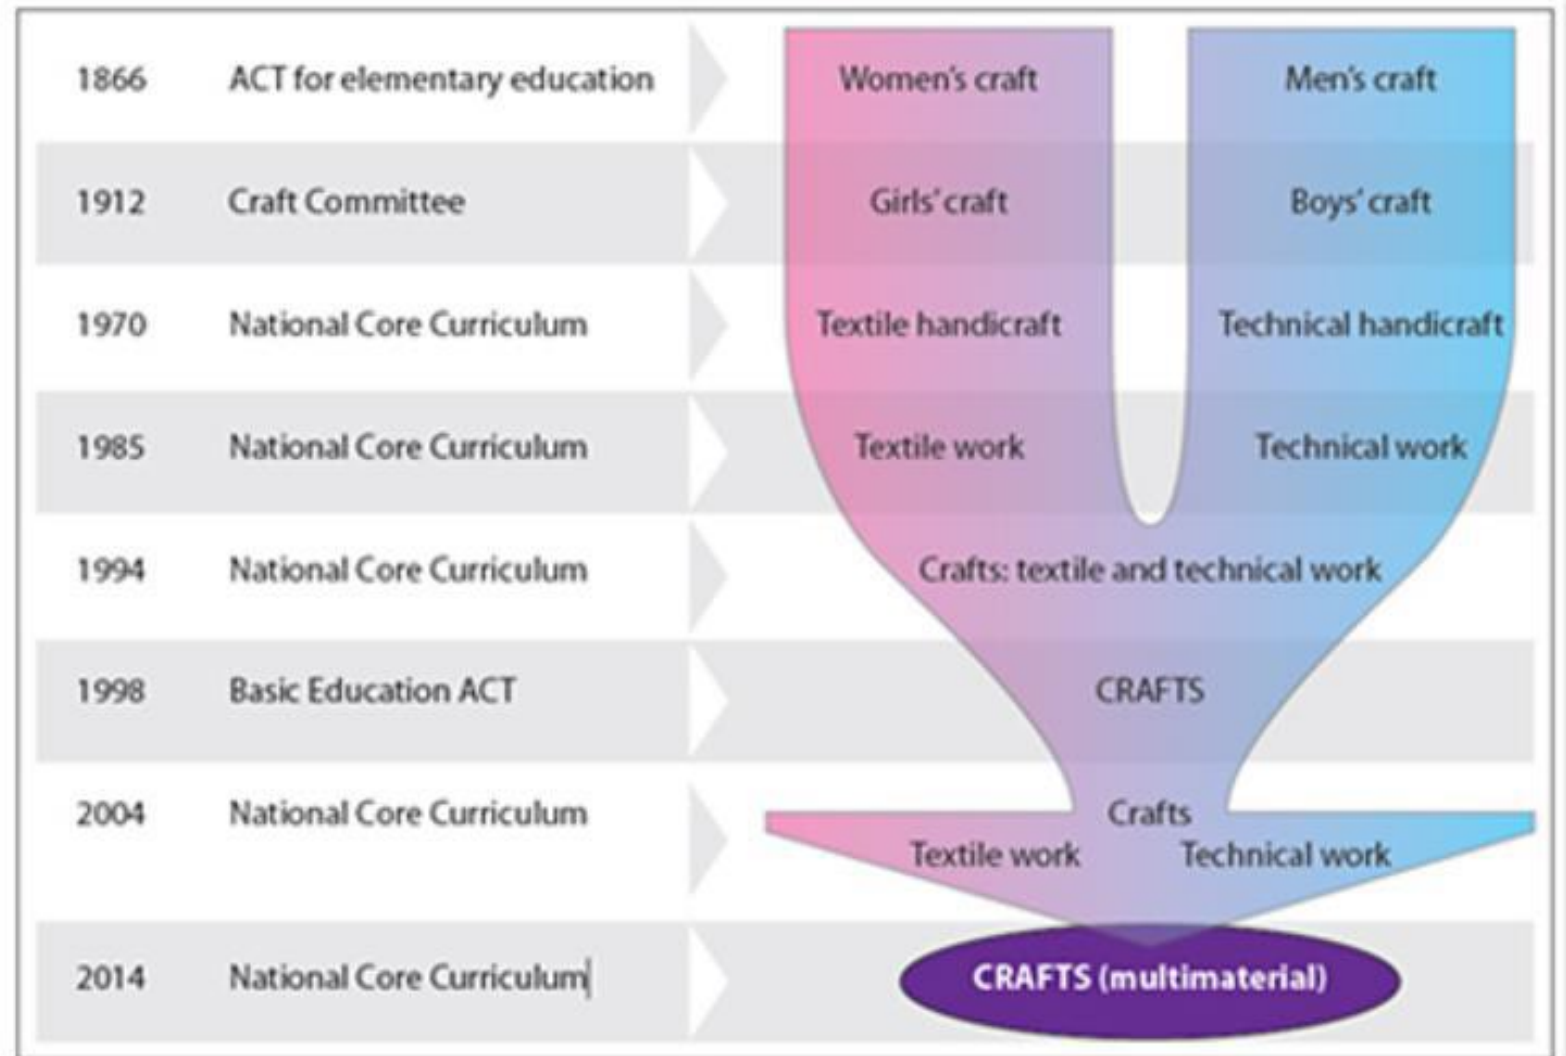 1866 ACT for elementary education Women's craft Men's craft
1912 Craft Committee Girls' craft Boys' craft
1970 National Core Curriculum Textile handicraft Technical handicraft
1985 National Core Curriculum Textile work Technical work
1994 National Core Curriculum Crafts: textile and technical work
1998 Basic Education ACT CRAFTS
2004 National Core Curriculum Crafts
Textile work Technical work
2014 National Core Curriculum CRAFTS (multimaterial)